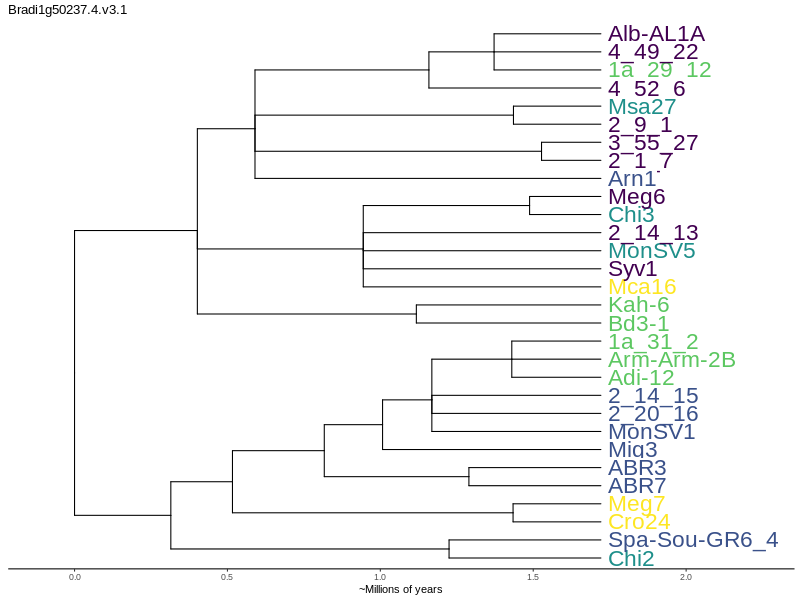 Bradi1g50237.4.v3.1
Alb-AL1A
4_49_22
1a_29_12
4_52_6
Msa27
2_9_1
3_55_27
2_1_7
Arn1
Meg6
Chi3
2_14_13
MonSV5
Syv1
Mca16
Kah-6
Bd3-1
1a_31_2
Arm-Arm-2B
Adi-12
2_14_15
2_20_16
MonSV1
Mig3
ABR3
ABR7
Meg7
Cro24
Spa-Sou-GR6_4
Chi2
0.0 0.5 1.0 1.5 2.0
~Millions of years